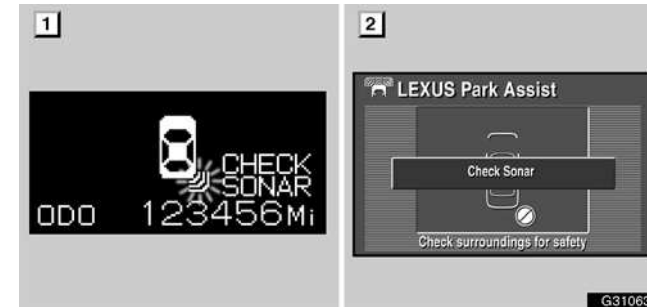 1
CHECK
SONAR
ODO 123456Mi
2
LEXUS Park Assist
Check Sonar
Check surroundings for safety
G31063